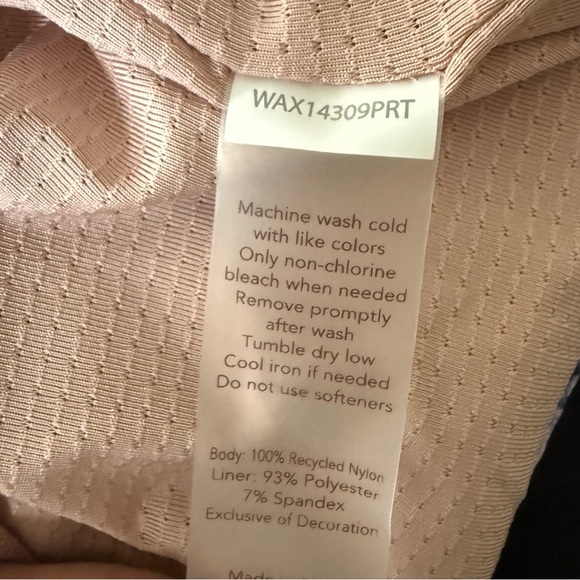 WAX14309PRT
Machine wash cold
with like colors
Only non-chlorine
bleach when needed
Remove promptly
after wash
Tumble dry low
Cool iron if needed
Do not use softeners
Body: 100% Recycled Nylon
Liner: 93% Polyester
7% Spandex
Exclusive of Decoration
Made